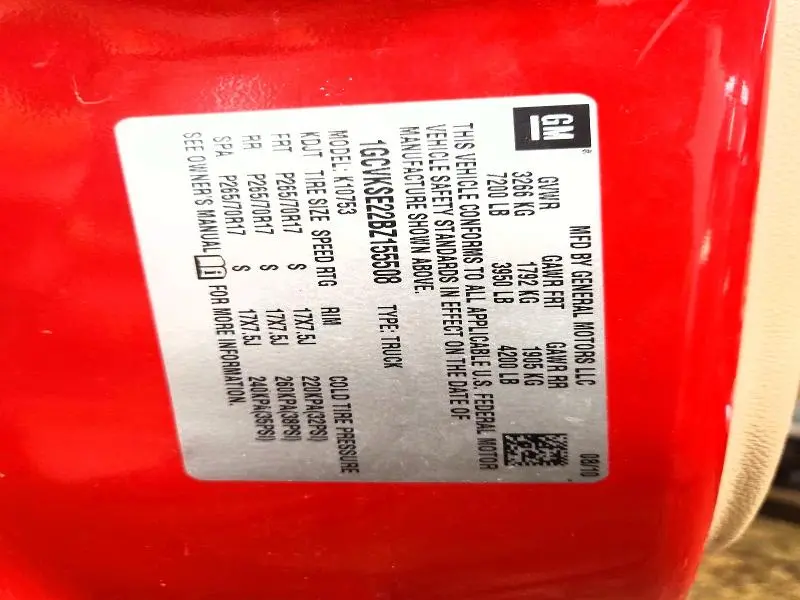 GM® MFD BY GENERAL MOTORS LLC 08/10
GVWR GAWR FRT GAWR RR
3266 KG 1792 KG 1905 KG
7200 LB 3950 LB 4200 LB
THIS VEHICLE CONFORMS TO ALL APPLICABLE U.S. FEDERAL MOTOR
VEHICLE SAFETY STANDARDS IN EFFECT ON THE DATE OF
MANUFACTURE SHOWN ABOVE.
1GCVKSE22BZ155508 TYPE: TRUCK
MODEL: K10753
KDJT TIRE SIZE SPEED RTG RIM COLD TIRE PRESSURE
FRT P265/70R17 S 17X7.5J 220KPA(32PSI)
RR P265/70R17 S 17X7.5J 260KPA(38PSI)
SPA P265/70R17 S 17X7.5J 240KPA(35PSI)
SEE OWNER'S MANUAL FOR MORE INFORMATION.